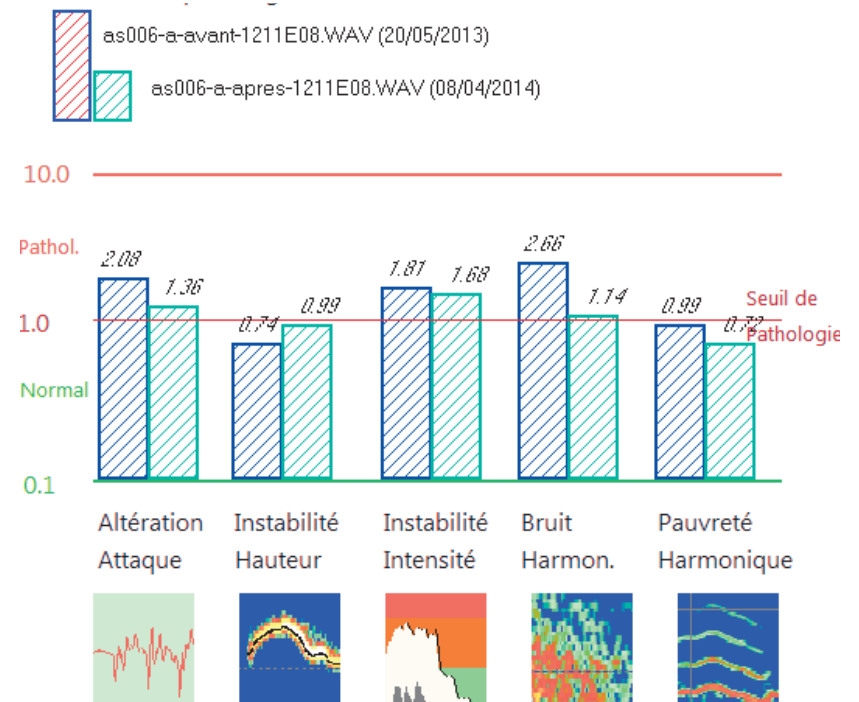 as006-a-avant-1211E08.WAV (20/05/2013)
as006-a-apres-1211E08.WAV (08/04/2014)
10.0
Pathol.
2.08
1.36
0.74
0.99
1.81
1.68
2.66
1.14
0.99
0.72
Seuil de
Pathologie
1.0
Normal
0.1
Altération
Attaque
Instabilité
Hauteur
Instabilité
Intensité
Bruit
Harmon.
Pauvreté
Harmonique